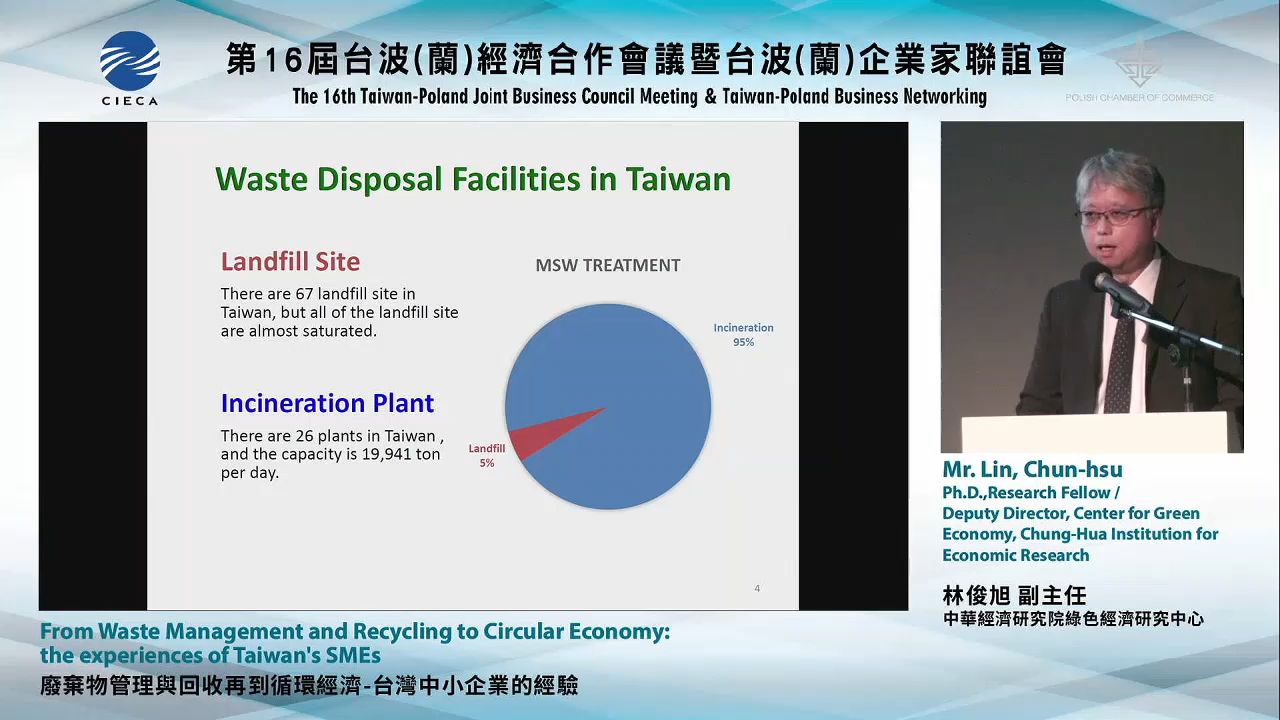 CIECA
第16屆台波(蘭)經濟合作會議暨台波(蘭)企業家聯誼會
The 16th Taiwan-Poland Joint Business Council Meeting & Taiwan-Poland Business Networking
POLISH CHAMBER OF COMMERCE
Waste Disposal Facilities in Taiwan
Landfill Site
There are 67 landfill site in
Taiwan, but all of the landfill site
are almost saturated.
Incineration Plant
There are 26 plants in Taiwan ,
and the capacity is 19,941 ton
per day.
MSW TREATMENT
Incineration
95%
Landfill
5%
4
Mr. Lin, Chun-hsu
Ph.D.,Research Fellow /
Deputy Director, Center for Green
Economy, Chung-Hua Institution for
Economic Research
林俊旭 副主任
中華經濟研究院綠色經濟研究中心
From Waste Management and Recycling to Circular Economy:
the experiences of Taiwan's SMEs
廢棄物管理與回收再到循環經濟-台灣中小企業的經驗